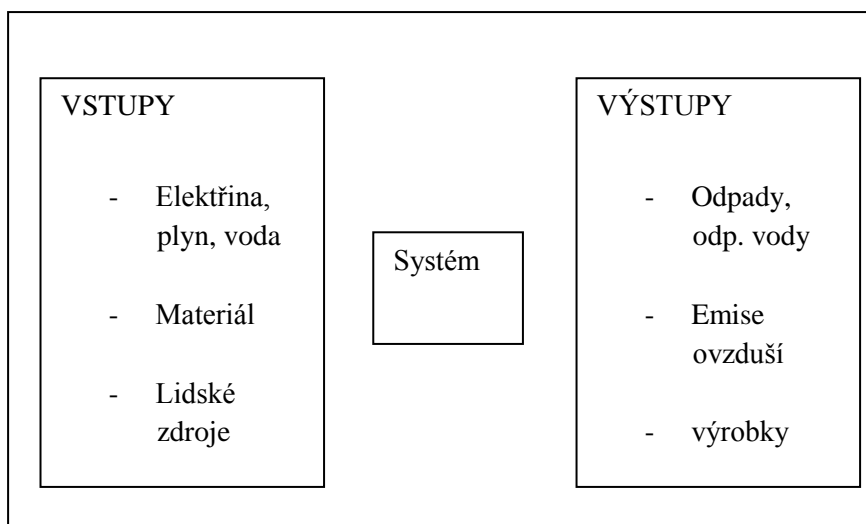 VSTUPY
- Elektřina,
plyn, voda
- Materiál
- Lidské
zdroje
Systém
VÝSTUPY
- Odpady,
odp. vody
- Emise
ovzduší
- výrobky